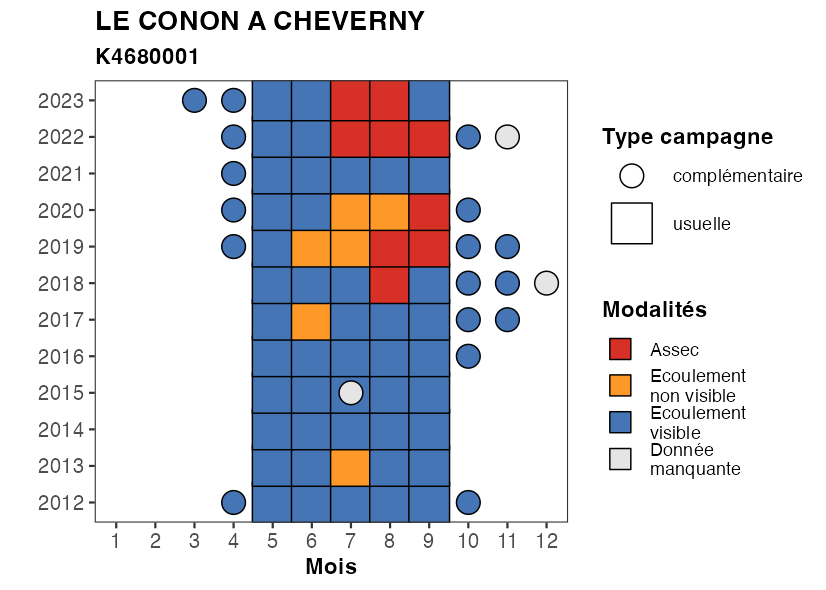 LE CONON A CHEVERNY
K4680001
2023
2022
2021
2020
2019
2018
2017
2016
2015
2014
2013
2012
1 2 3 4 5 6 7 8 9 10 11 12
Mois
Type campagne
complémentaire
usuelle
Modalités
Assec
Ecoulement
non visible
Ecoulement
visible
Donnée
manquante